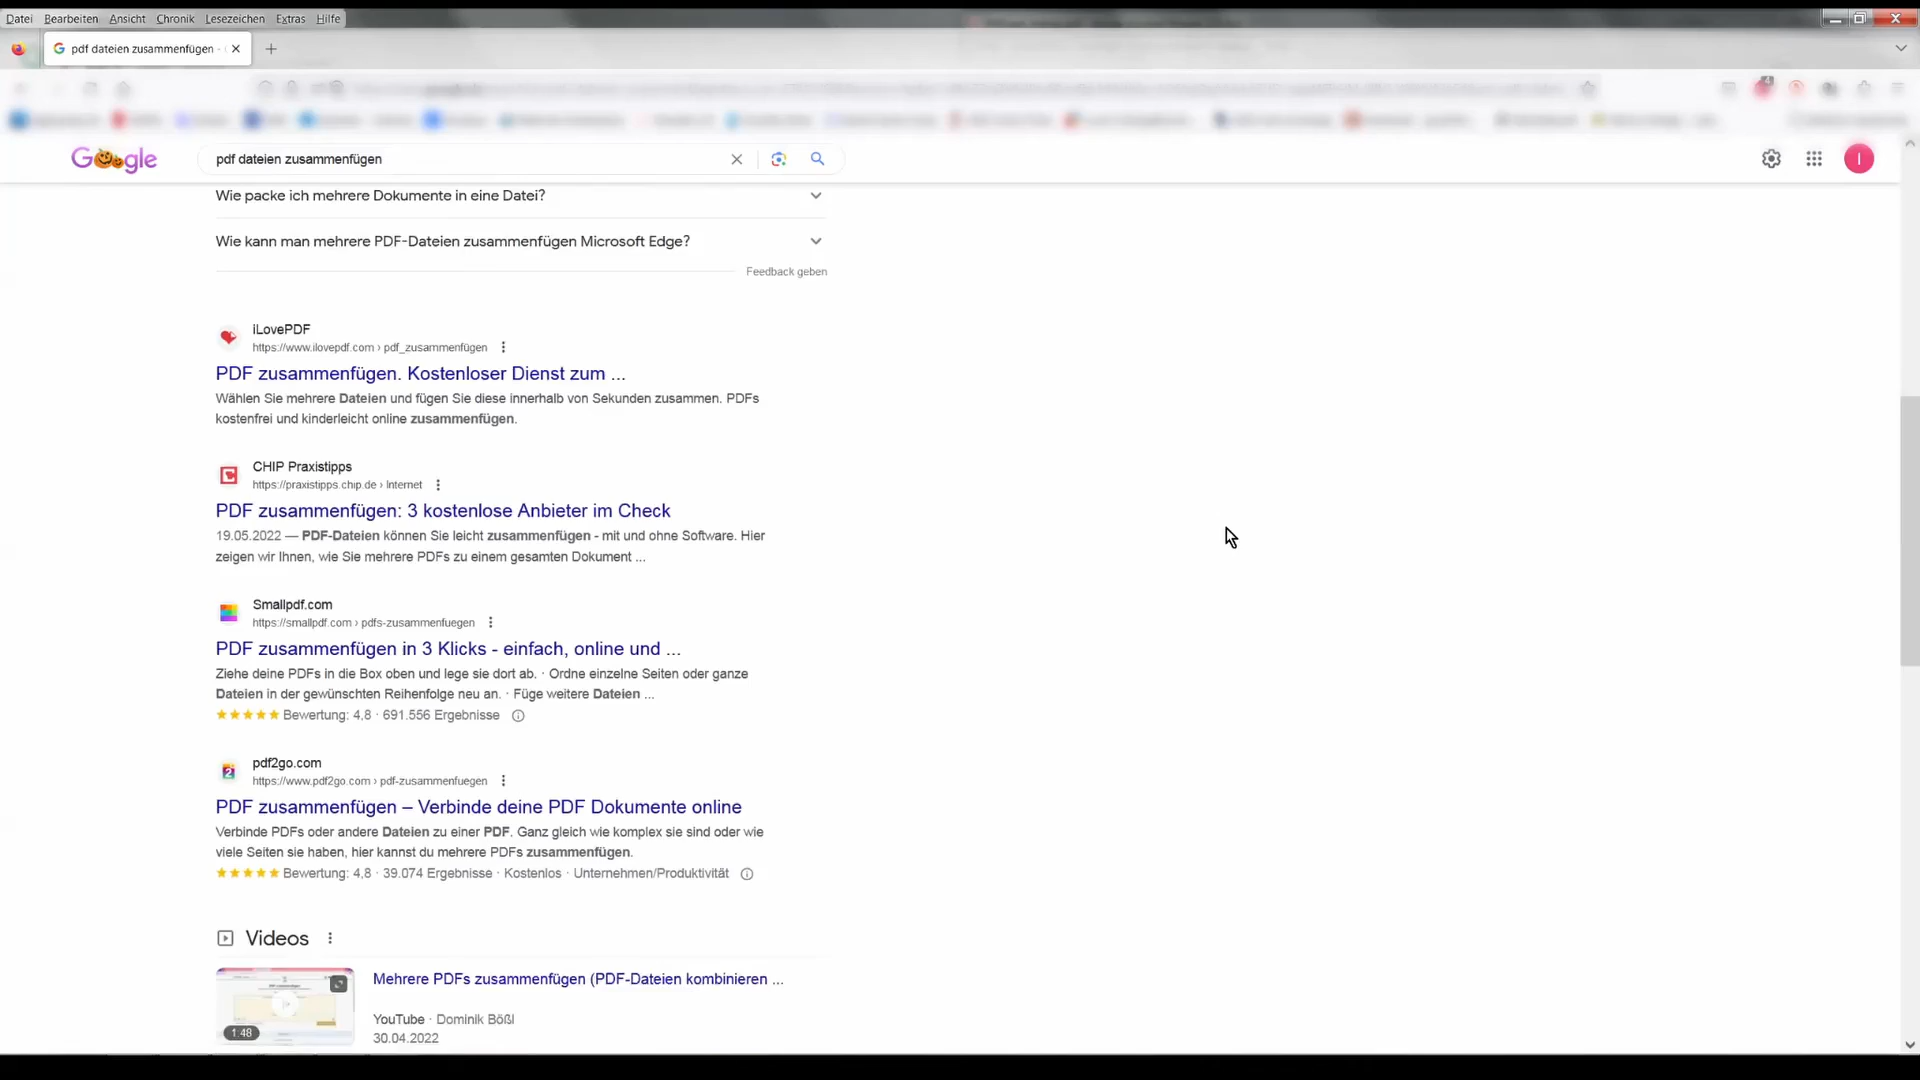 Datei Bearbeiten Ansicht Chronik Lesezeichen Extras Hilfe
pdf dateien zusammenfügen -
Google
pdf dateien zusammenfügen
I
Wie packe ich mehrere Dokumente in eine Datei?
Wie kann man mehrere PDF-Dateien zusammenfügen Microsoft Edge?
Feedback geben
iLovePDF
https://www.ilovepdf.com › pdf_zusammenfügen
PDF zusammenfügen. Kostenloser Dienst zum ...
Wählen Sie mehrere Dateien und fügen Sie diese innerhalb von Sekunden zusammen. PDFs
kostenfrei und kinderleicht online zusammenfügen.
CHIP Praxistipps
https://praxistipps.chip.de › Internet
PDF zusammenfügen: 3 kostenlose Anbieter im Check
19.05.2022 — PDF-Dateien können Sie leicht zusammenfügen - mit und ohne Software. Hier
zeigen wir Ihnen, wie Sie mehrere PDFs zu einem gesamten Dokument ...
Smallpdf.com
https://smallpdf.com › pdfs-zusammenfuegen
PDF zusammenfügen in 3 Klicks - einfach, online und ...
Ziehe deine PDFs in die Box oben und lege sie dort ab. · Ordne einzelne Seiten oder ganze
Dateien in der gewünschten Reihenfolge neu an. · Füge weitere Dateien ...
Bewertung: 4,8 · 691.556 Ergebnisse
pdf2go.com
https://www.pdf2go.com › pdf-zusammenfuegen
PDF zusammenfügen – Verbinde deine PDF Dokumente online
Verbinde PDFs oder andere Dateien zu einer PDF. Ganz gleich wie komplex sie sind oder wie
viele Seiten sie haben, hier kannst du mehrere PDFs zusammenfügen.
Bewertung: 4,8 · 39.074 Ergebnisse · Kostenlos · Unternehmen/Produktivität
Videos
Mehrere PDFs zusammenfügen (PDF-Dateien kombinieren ...
1:48
YouTube · Dominik Bößl
30.04.2022